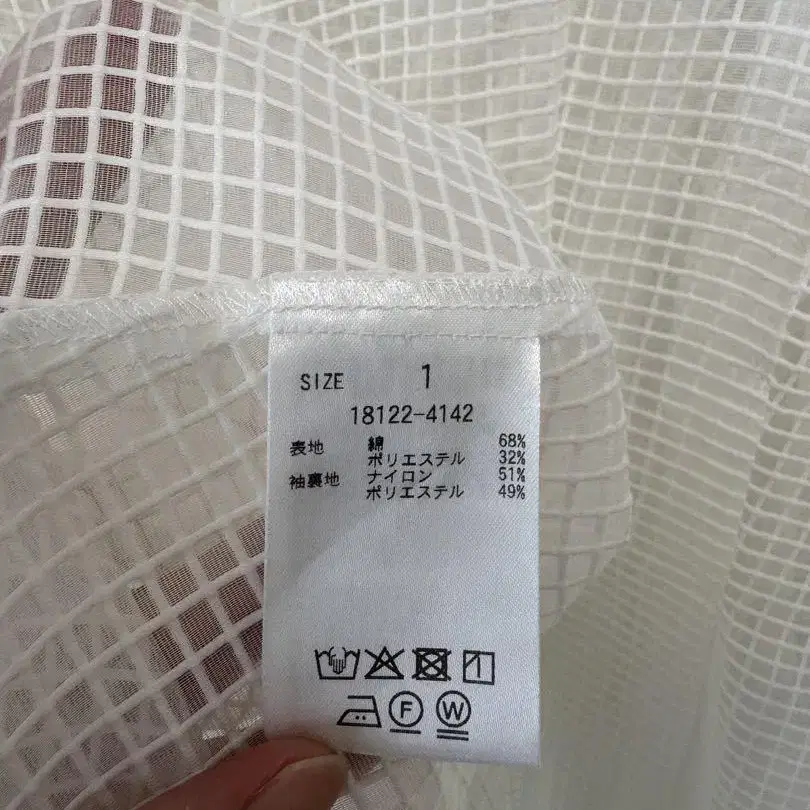 SIZE 1
18122-4142
表地 綿 68%
ポリエステル 32%
袖裏地 ナイロン 51%
ポリエステル 49%
F W